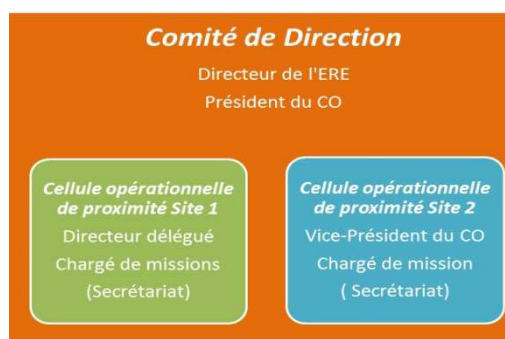 Comité de Direction
Directeur de l'ERE
Président du CO
Cellule opérationnelle
de proximité Site 1
Directeur délégué
Chargé de missions
(Secrétariat)
Cellule opérationnelle
de proximité Site 2
Vice-Président du CO
Chargé de mission
( Secrétariat)